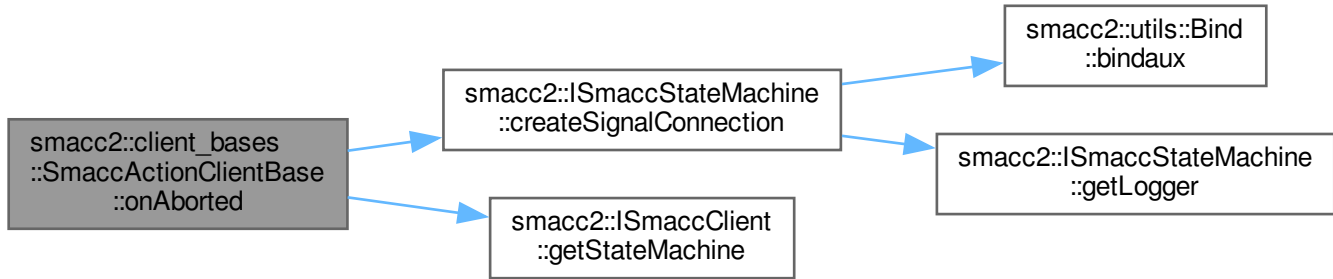 smacc2::client_bases
::SmaccActionClientBase
::onAborted
smacc2::ISmaccStateMachine
::createSignalConnection
smacc2::utils::Bind
::bindaux
smacc2::ISmaccStateMachine
::getLogger
smacc2::ISmaccClient
::getStateMachine